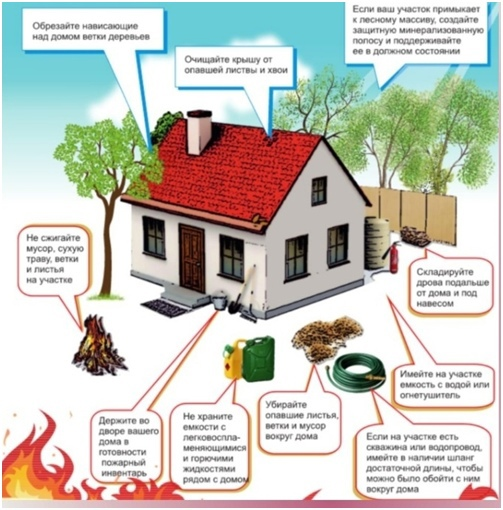 Обрезайте нависающие
над домом ветки деревьев
Очищайте крышу от
опавшей листвы и хвои
Если ваш участок примыкает
к лесному массиву, создайте
защитную минерализованную
полосу и поддерживайте
ее в должном состоянии
Не сжигайте
мусор, сухую
траву, ветки
и листья
на участке
Складируйте
дрова подальше
от дома и под
навесом
Имейте на участке
емкость с водой или
огнетушитель
Держите во
дворе вашего
дома в
готовности
пожарный
инвентарь
Не храните
емкости с
легковоспла-
меняющимися
и горючими
жидкостями
рядом с домом
Убирайте
опавшие листья,
ветки и мусор
вокруг дома
Если на участке есть
скважина или водопровод,
имейте в наличии шланг
достаточной длины, чтобы
можно было обойти с ним
вокруг дома